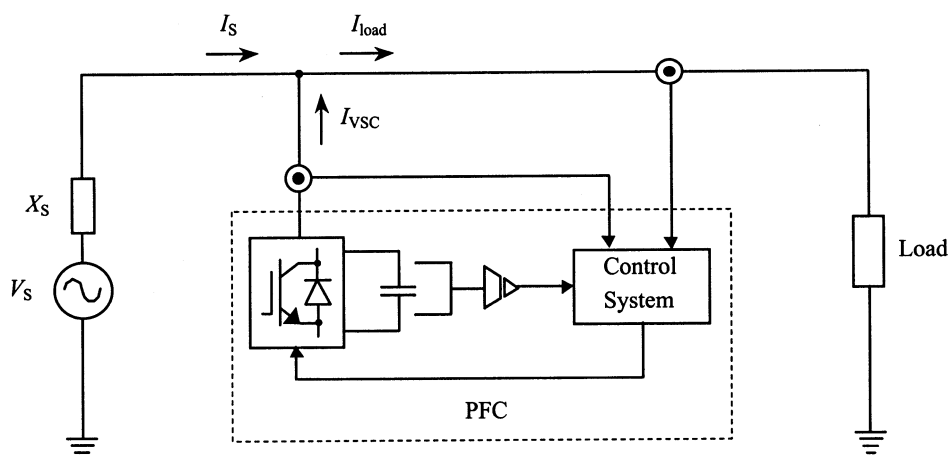 I_S
I_load
I_VSC
X_S
V_S
Control
System
Load
PFC